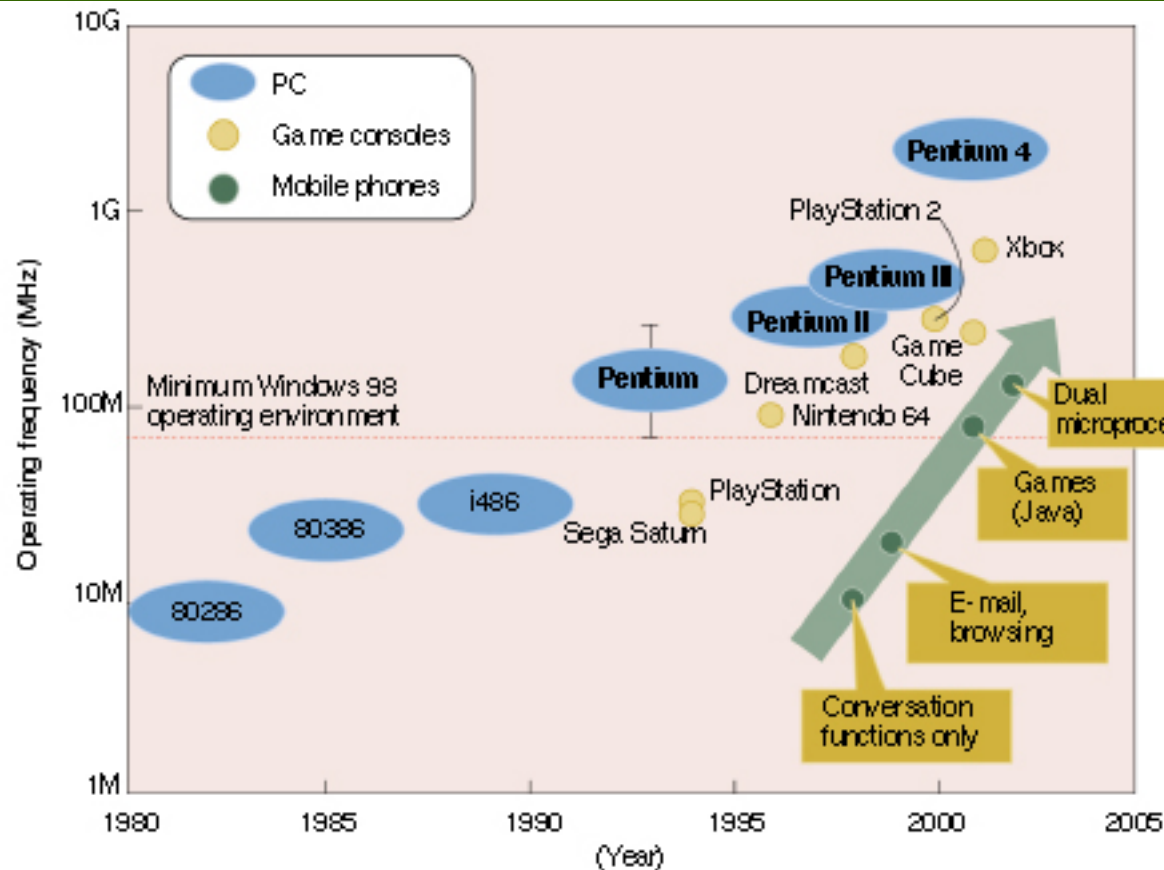 10G
PC
Game consoles
Mobile phones
Pentium 4
1G
PlayStation 2
Xbox
Pentium III
Pentium II
Operating frequency (MHz)
Game
Cube
Pentium
Minimum Windows 98
operating environment
Dreamcast
100M
Nintendo 64
Dual
microproce
PlayStation
i486
Games
(Java)
80386
Sega Saturn
10M
80286
E-mail,
browsing
Conversation
functions only
1M
1980
1985
1990
1995
2000
2005
(Year)